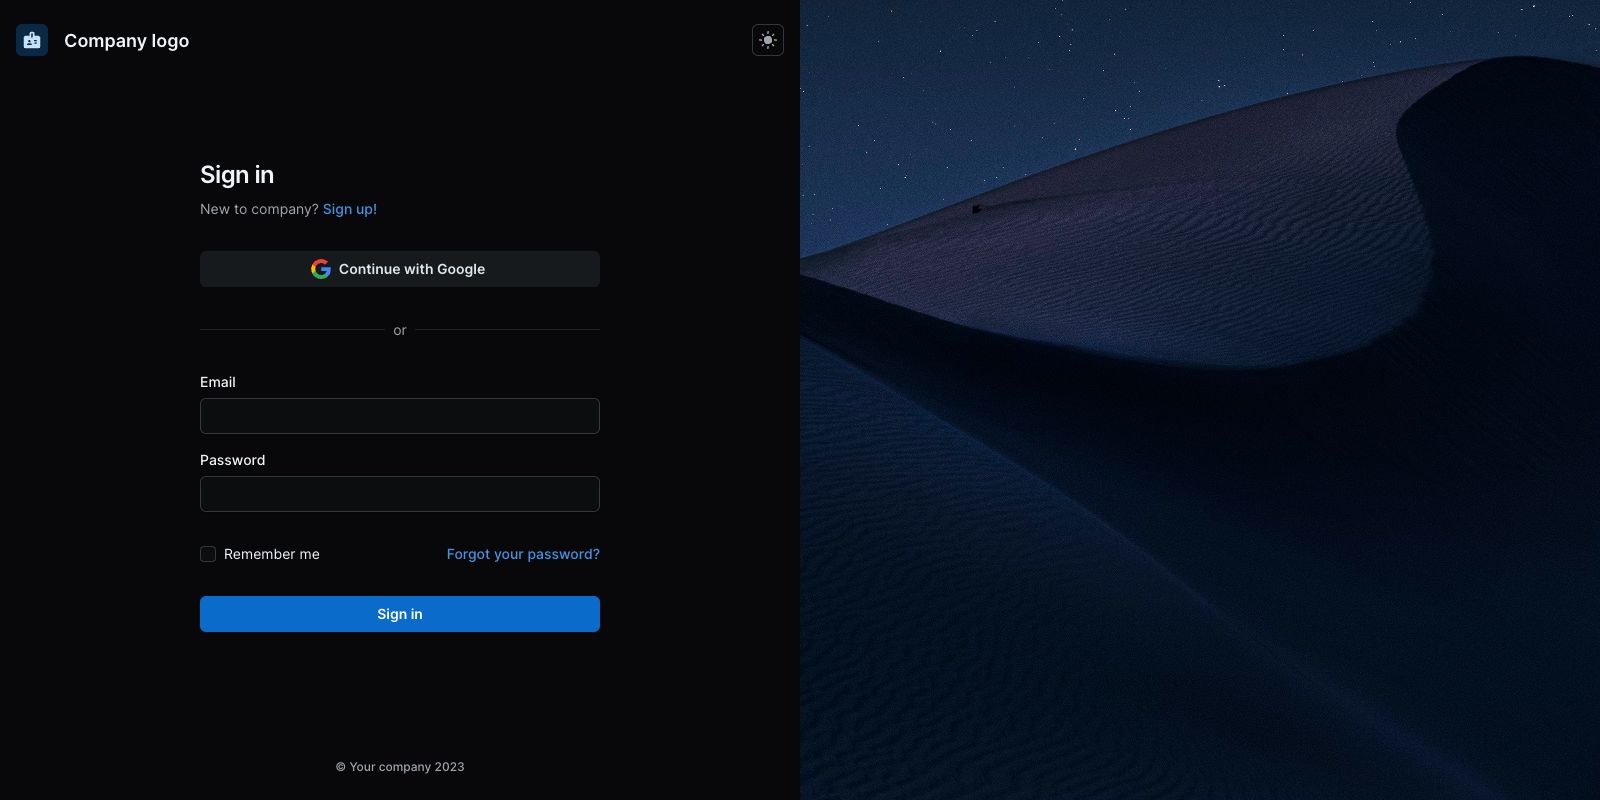 Company logo
Sign in
New to company? Sign up!
Continue with Google
or
Email
Password
Remember me
Forgot your password?
Sign in
© Your company 2023